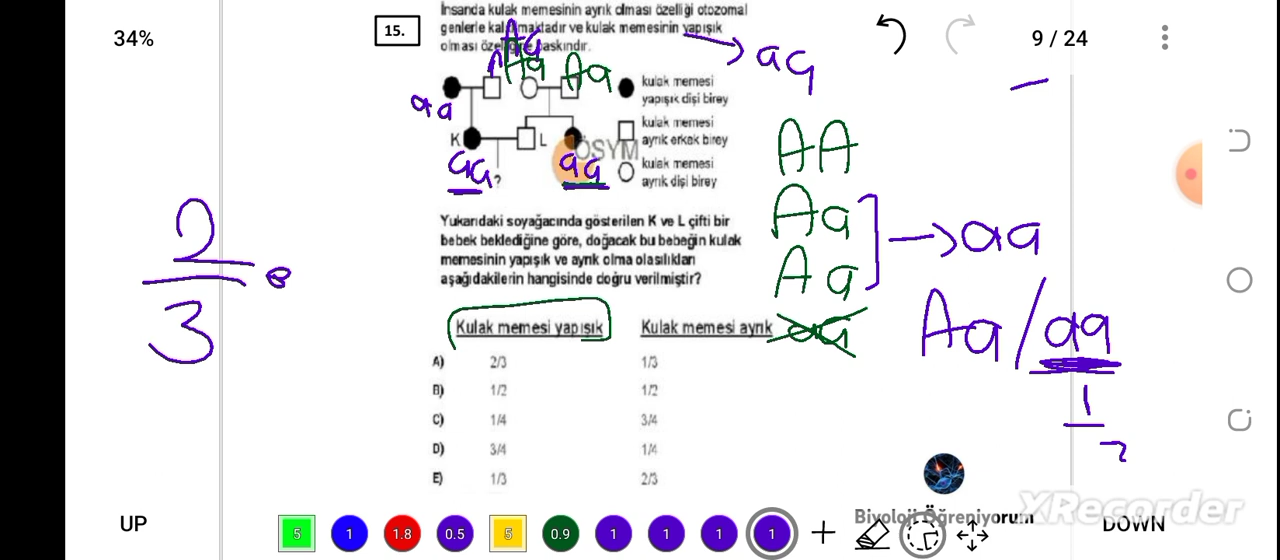 34%
15.
İnsanda kulak memesinin ayrık olması özelliği otozomal
genlerle kalıtılmaktadır ve kulak memesinin yapışık
olması özelliğine baskındır.
9 / 24
aa
Aa
Aa
Aa
aa
K
L
aa
?
aa
ÖSYM
kulak memesi
yapışık dişi birey
kulak memesi
ayrık erkek birey
kulak memesi
ayrık dişi birey
AA
Aa
Aa
aa
aa
Aa / aa
1
2
2
3
Yukarıdaki soyağacında gösterilen K ve L çifti bir
bebek beklediğine göre, doğacak bu bebeğin kulak
memesinin yapışık ve ayrık olma olasılıkları
aşağıdakilerin hangisinde doğru verilmiştir?
Kulak memesi yapışık Kulak memesi ayrık
A) 2/3 1/3
B) 1/2 1/2
C) 1/4 3/4
D) 3/4 1/4
E) 1/3 2/3
UP
5 1 1.8 0.5 5 0.9 1 1 1 1
Biyoloji Öğreniyorum
XRecorder
DOWN